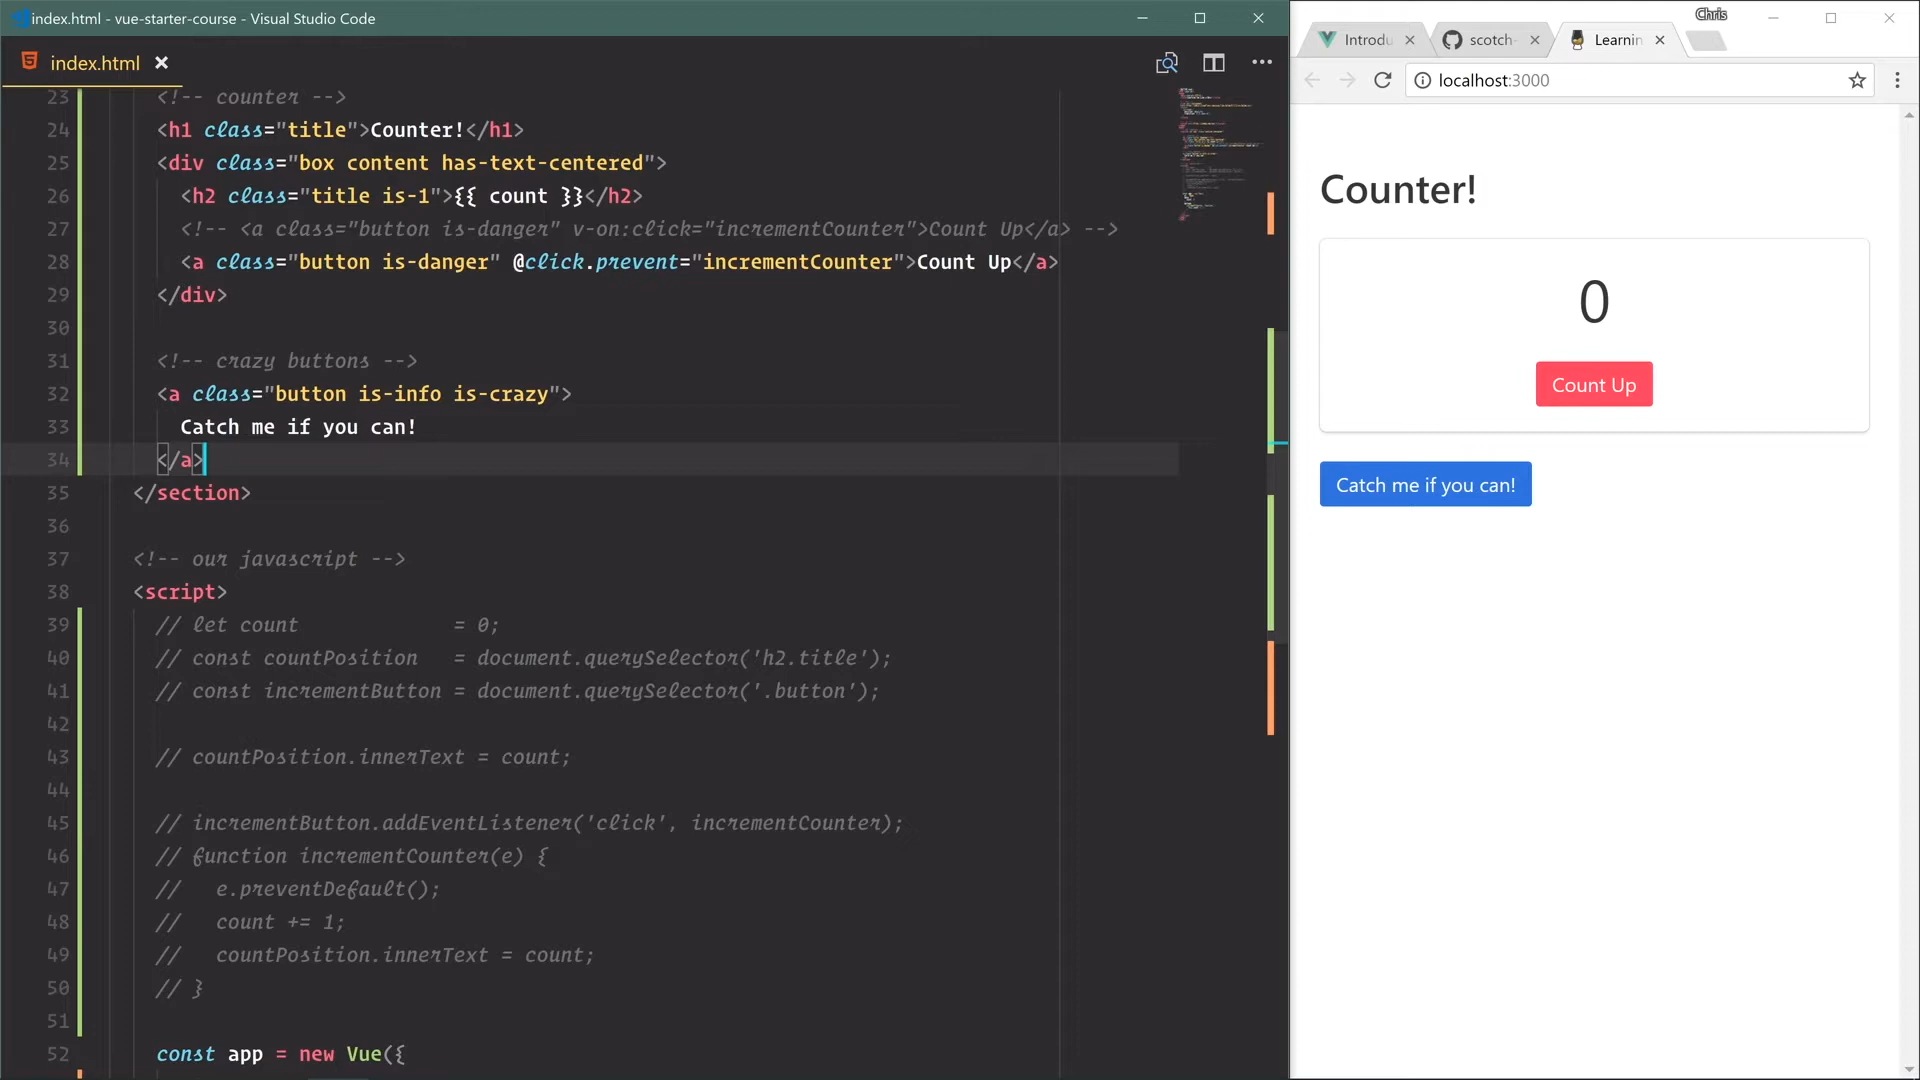 index.html - vue-starter-course - Visual Studio Code
index.html
23 <!-- counter -->
24 <h1 class="title">Counter!</h1>
25 <div class="box content has-text-centered">
26 <h2 class="title is-1">{{ count }}</h2>
27 <!-- <a class="button is-danger" v-on:click="incrementCounter">Count Up</a> -->
28 <a class="button is-danger" @click.prevent="incrementCounter">Count Up</a>
29 </div>
30
31 <!-- crazy buttons -->
32 <a class="button is-info is-crazy">
33 Catch me if you can!
34 </a>
35 </section>
36
37 <!-- our javascript -->
38 <script>
39 // let count = 0;
40 // const countPosition = document.querySelector('h2.title');
41 // const incrementButton = document.querySelector('.button');
42
43 // countPosition.innerText = count;
44
45 // incrementButton.addEventListener('click', incrementCounter);
46 // function incrementCounter(e) {
47 // e.preventDefault();
48 // count += 1;
49 // countPosition.innerText = count;
50 // }
51
52 const app = new Vue({
Chris
Introdu
scotch-
Learnin
localhost:3000
Counter!
0
Count Up
Catch me if you can!